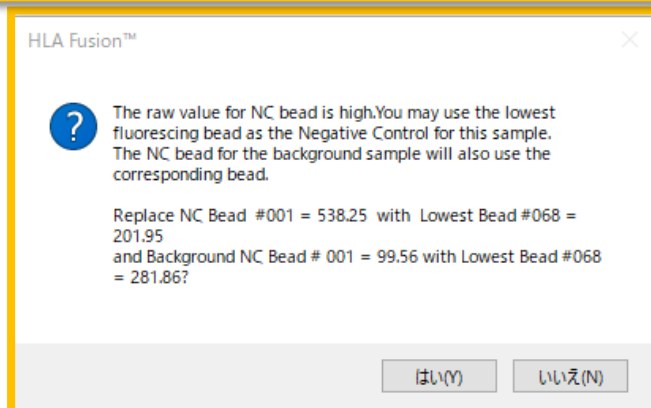 HLA Fusion™
The raw value for NC bead is high.You may use the lowest
fluorescing bead as the Negative Control for this sample.
The NC bead for the background sample will also use the
corresponding bead.
Replace NC Bead #001 = 538.25 with Lowest Bead #068 =
201.95
and Background NC Bead # 001 = 99.56 with Lowest Bead #068
= 281.86?
はい(Y)
いいえ(N)